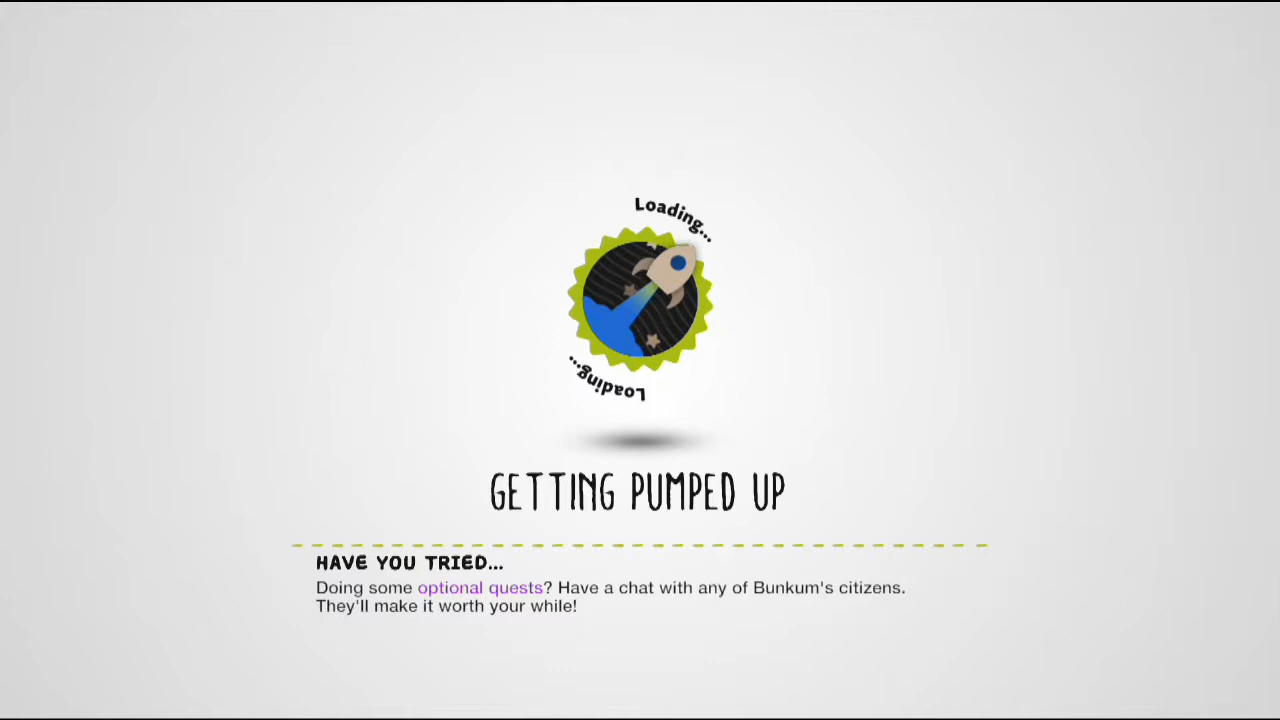 Loading...
Loading...
GETTING PUMPED UP
HAVE YOU TRIED...
Doing some optional quests? Have a chat with any of Bunkum's citizens.
They'll make it worth your while!